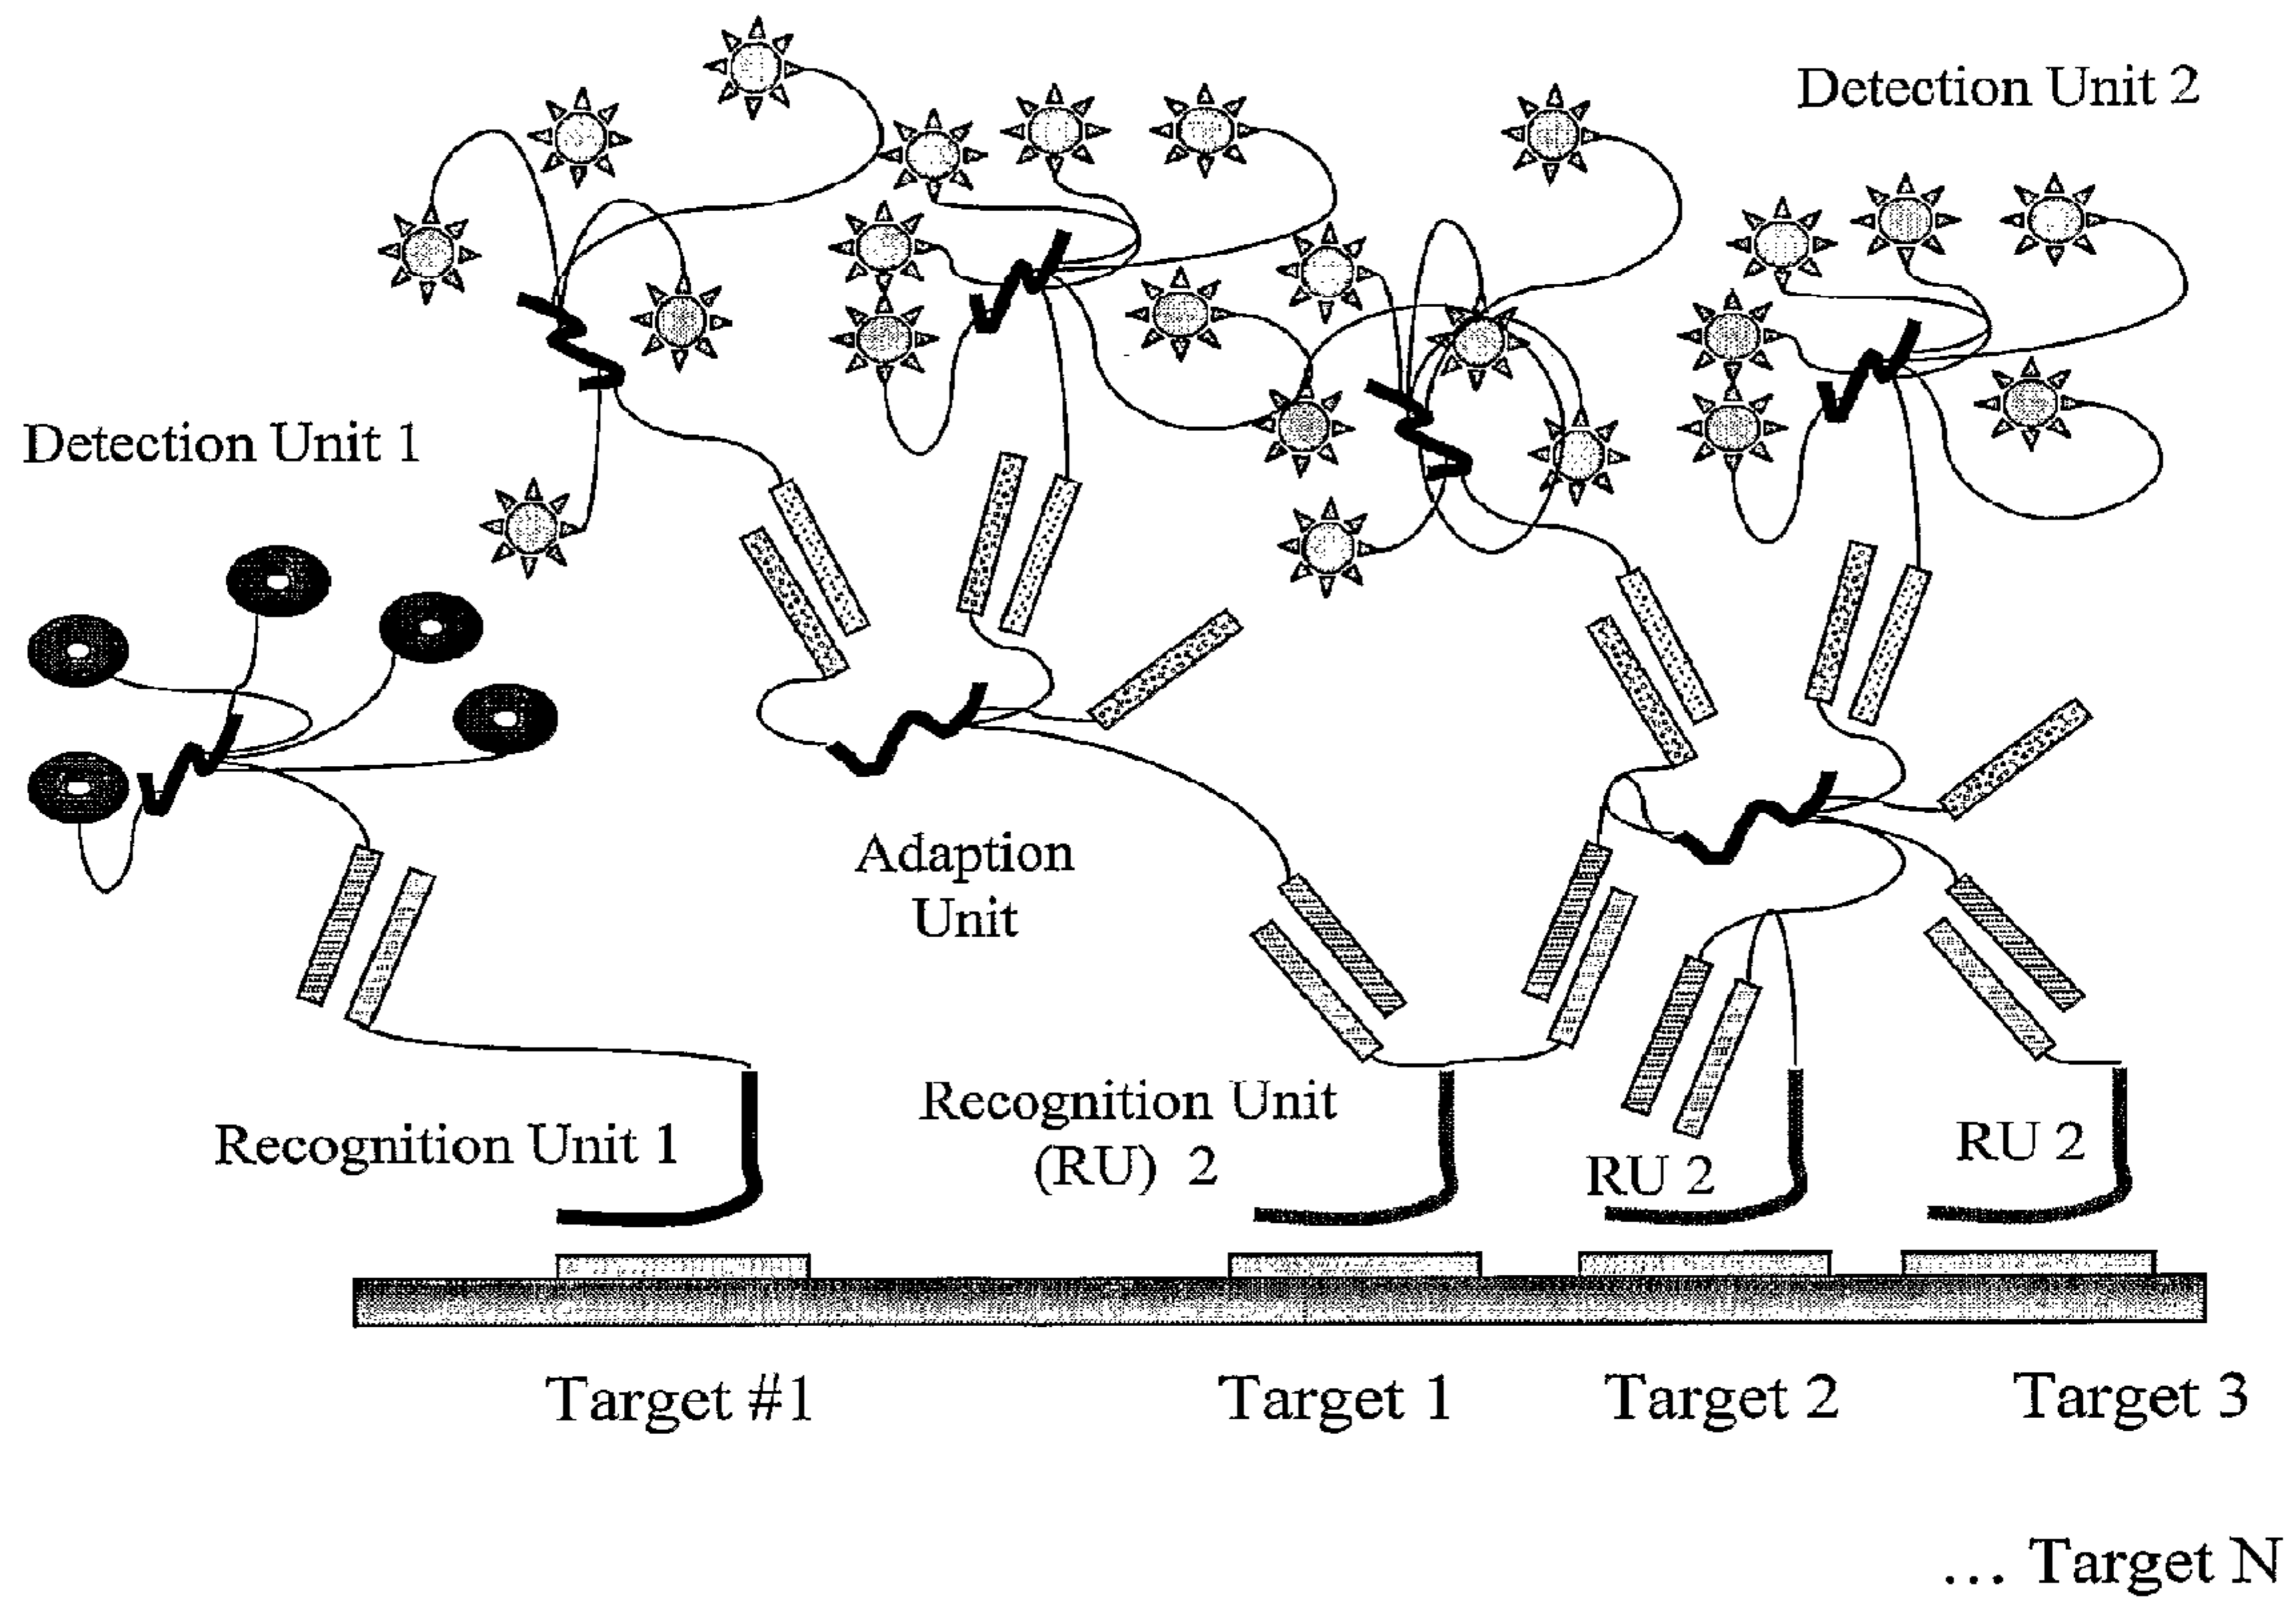 Detection Unit 2
Detection Unit 1
Adaption
Unit
Recognition Unit 1
Recognition Unit
(RU) 2
RU 2
RU 2
Target #1
Target 1
Target 2
Target 3
... Target N